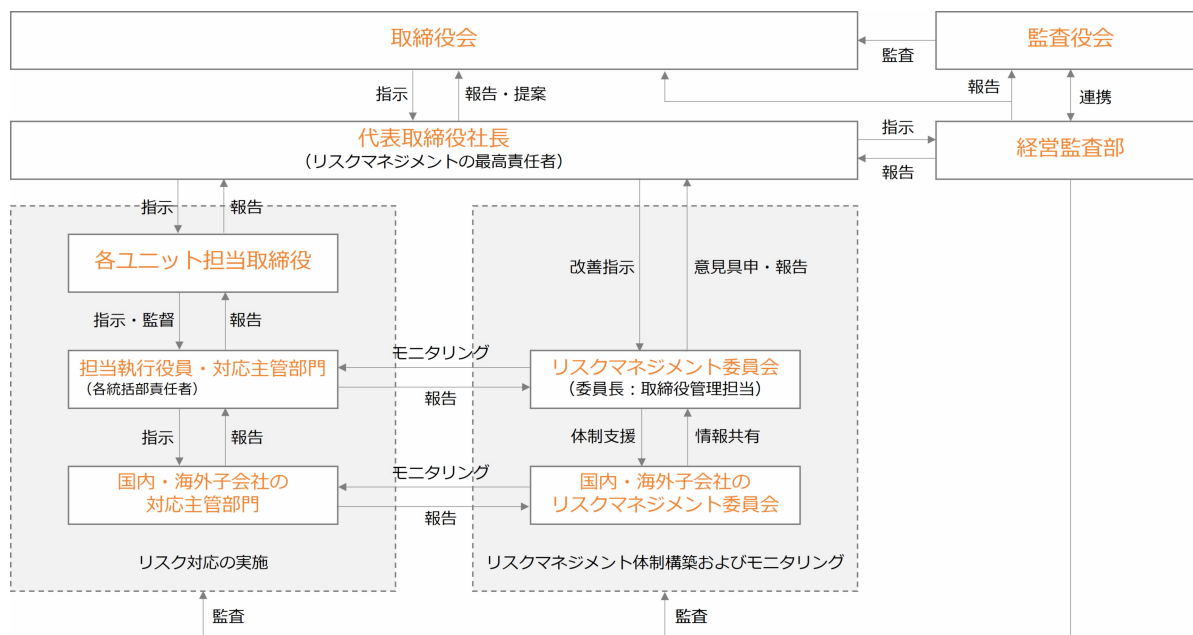 取締役会
監査役会
監査
指示
報告・提案
報告
連携
代表取締役社長
（リスクマネジメントの最高責任者）
指示
報告
経営監査部
指示
報告
各ユニット担当取締役
改善指示
意見具申・報告
指示・監督
報告
担当執行役員・対応主管部門
（各統括部責任者）
モニタリング
報告
リスクマネジメント委員会
（委員長：取締役管理担当）
指示
報告
体制支援
情報共有
国内・海外子会社の
対応主管部門
モニタリング
報告
国内・海外子会社の
リスクマネジメント委員会
リスク対応の実施
リスクマネジメント体制構築およびモニタリング
監査
監査